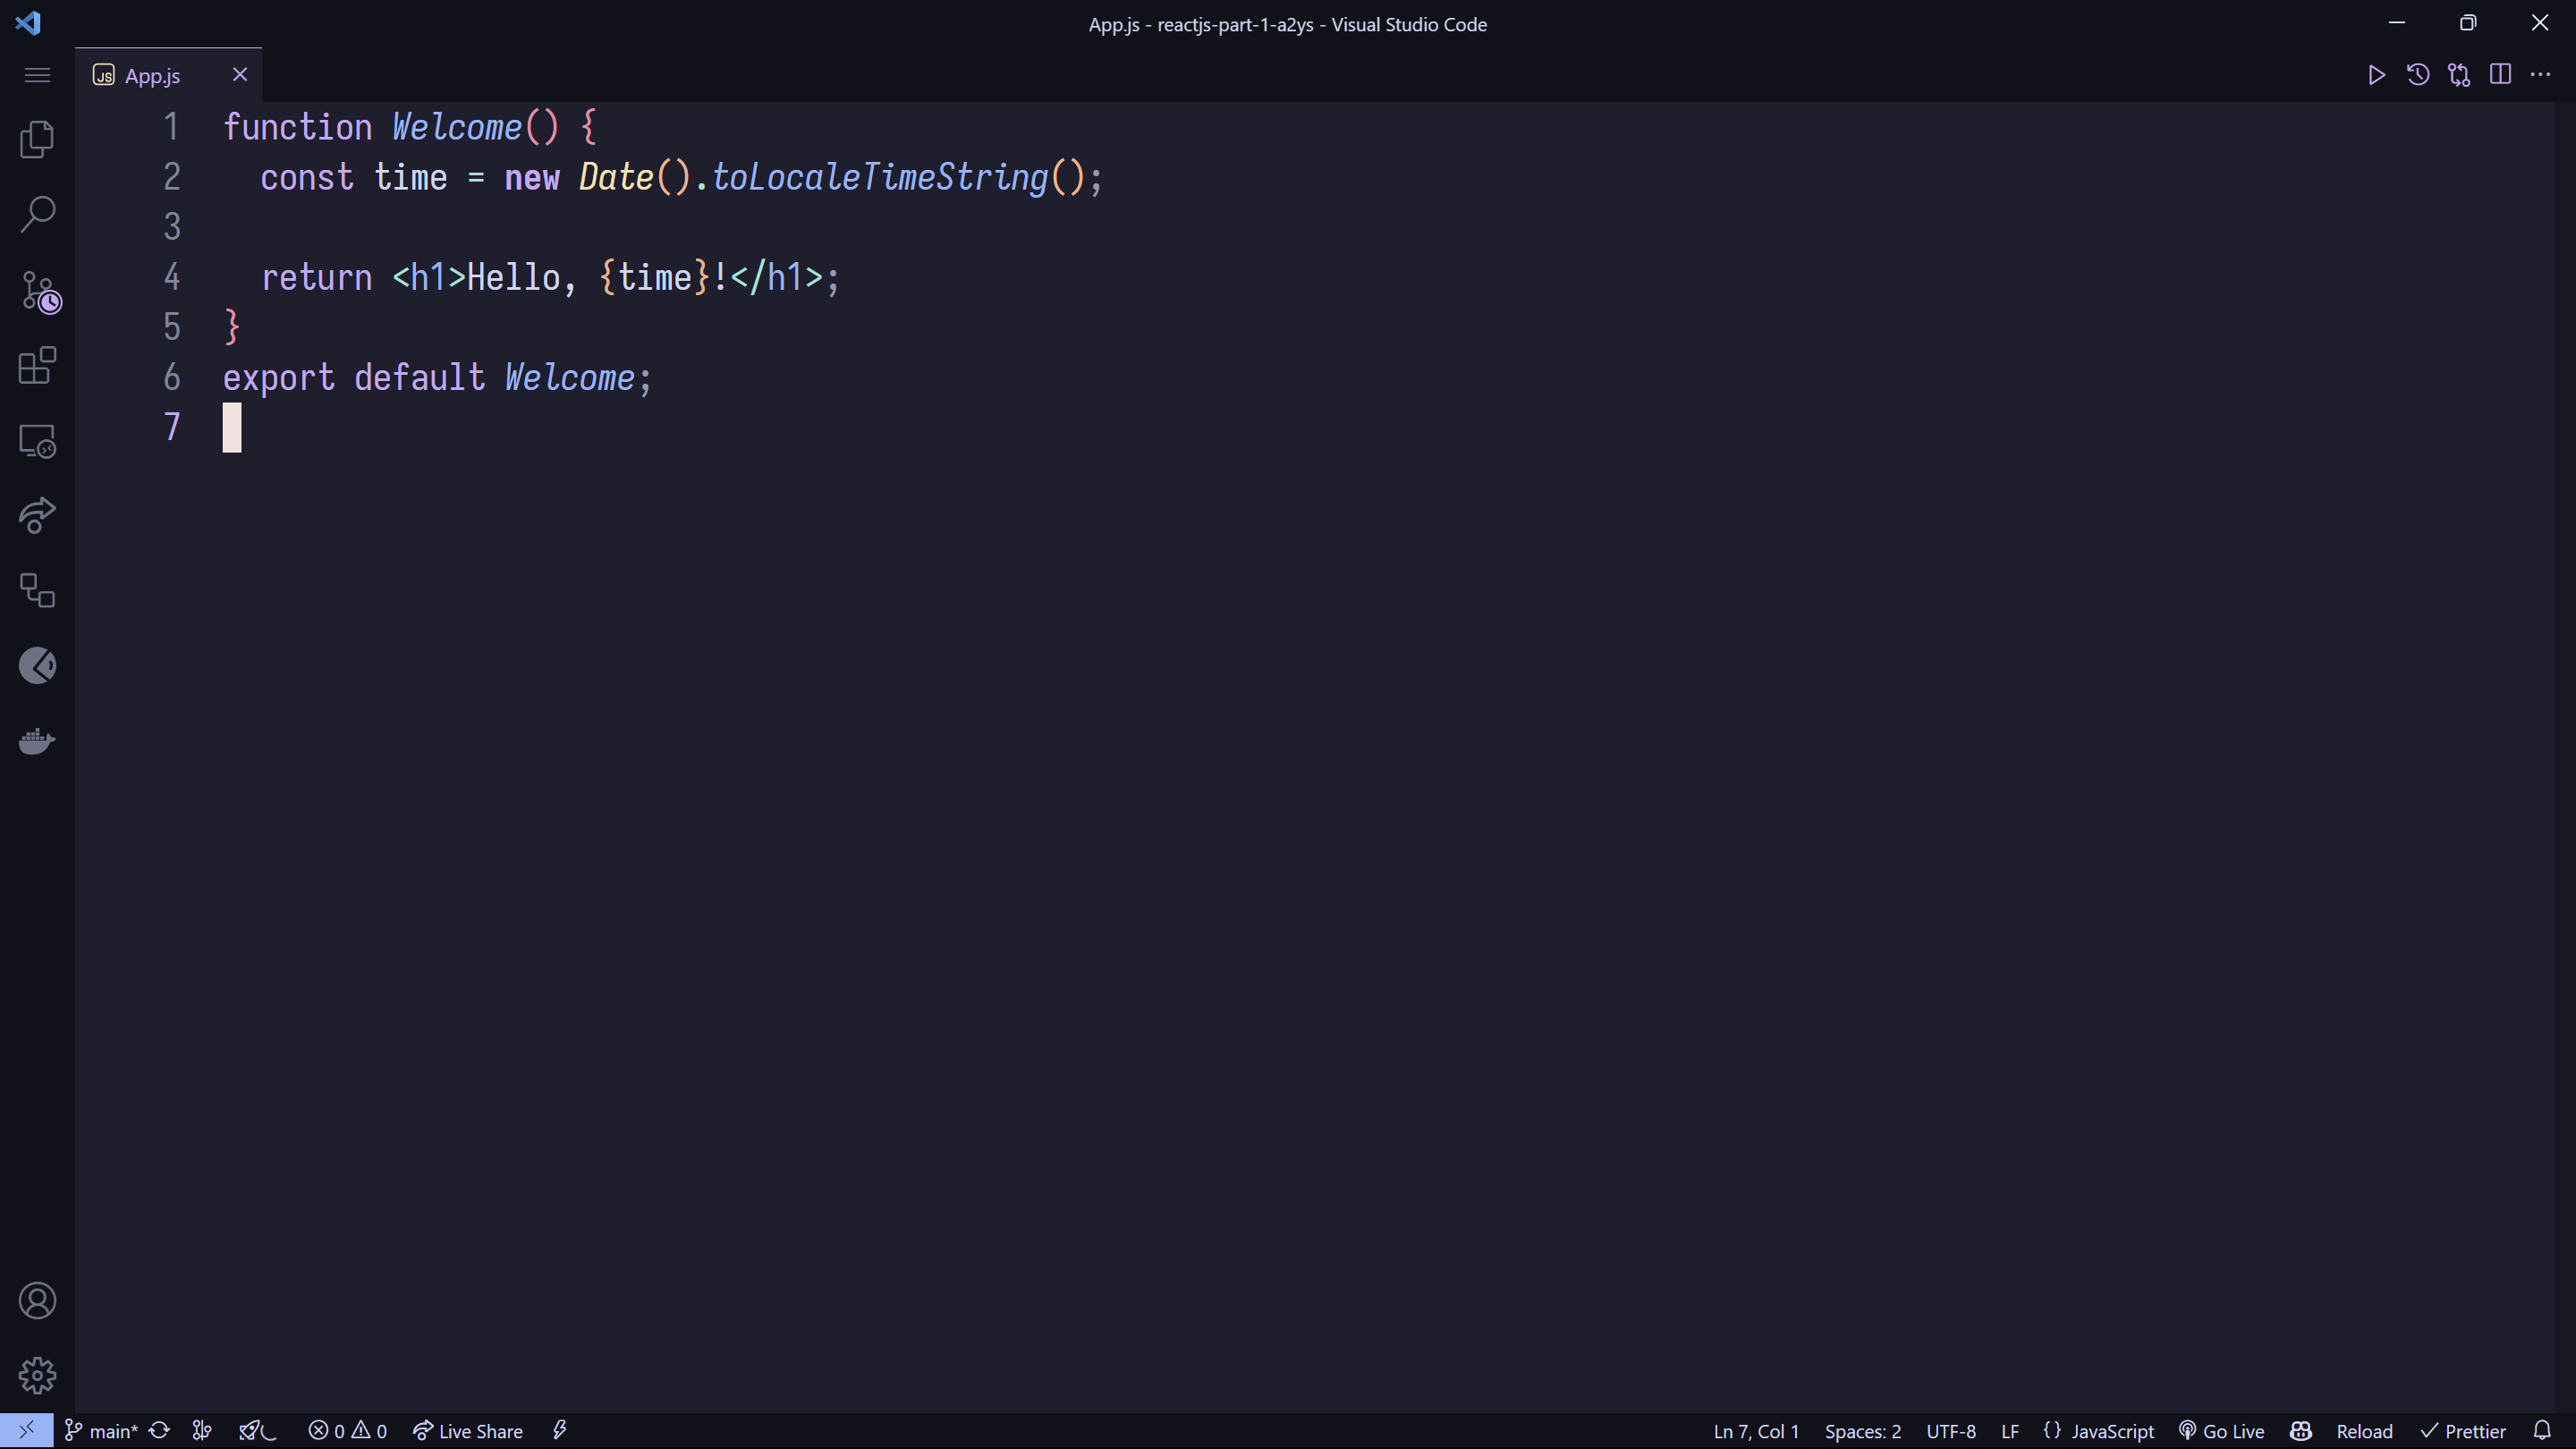 App.js - reactjs-part-1-a2ys - Visual Studio Code
JS App.js
1 function Welcome() {
2   const time = new Date().toLocaleTimeString();
3
4   return <h1>Hello, {time}!</h1>;
5 }
6 export default Welcome;
7
main* 0 0 Live Share Ln 7, Col 1 Spaces: 2 UTF-8 LF {} JavaScript Go Live Reload Prettier